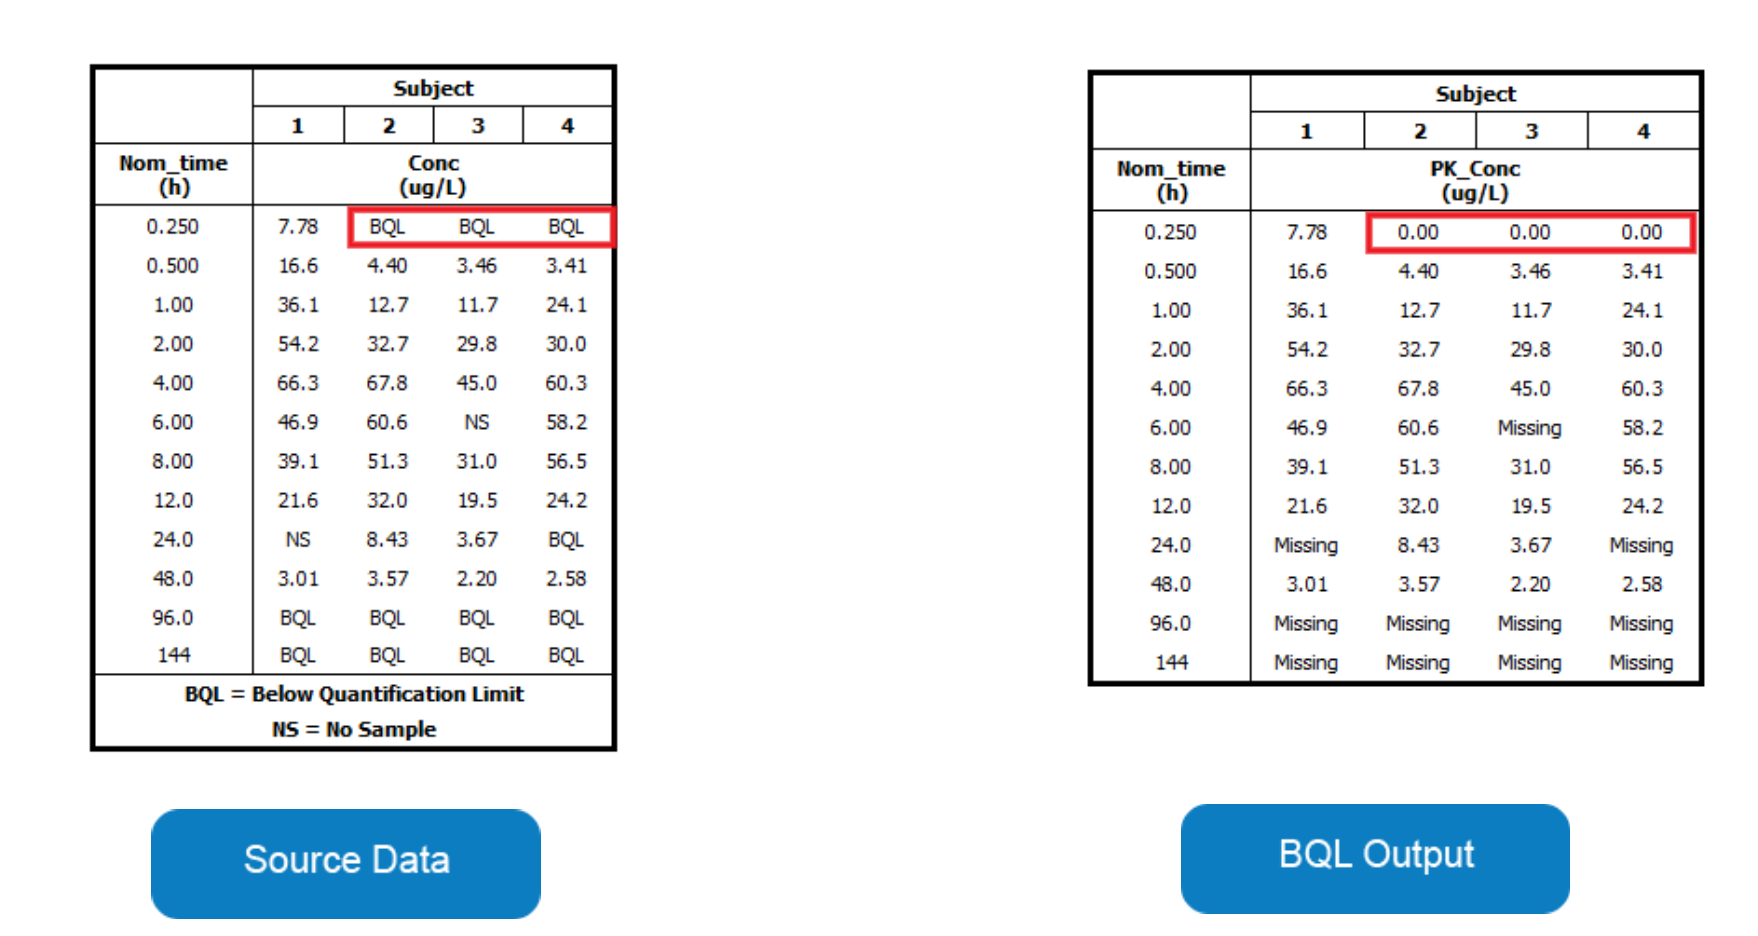 Subject
1 2 3 4
Nom_time (h) Conc (ug/L)
0.250 7.78 BQL BQL BQL
0.500 16.6 4.40 3.46 3.41
1.00 36.1 12.7 11.7 24.1
2.00 54.2 32.7 29.8 30.0
4.00 66.3 67.8 45.0 60.3
6.00 46.9 60.6 NS 58.2
8.00 39.1 51.3 31.0 56.5
12.0 21.6 32.0 19.5 24.2
24.0 NS 8.43 3.67 BQL
48.0 3.01 3.57 2.20 2.58
96.0 BQL BQL BQL BQL
144 BQL BQL BQL BQL
BQL = Below Quantification Limit
NS = No Sample
Source Data
Subject
1 2 3 4
Nom_time (h) PK_Conc (ug/L)
0.250 7.78 0.00 0.00 0.00
0.500 16.6 4.40 3.46 3.41
1.00 36.1 12.7 11.7 24.1
2.00 54.2 32.7 29.8 30.0
4.00 66.3 67.8 45.0 60.3
6.00 46.9 60.6 Missing 58.2
8.00 39.1 51.3 31.0 56.5
12.0 21.6 32.0 19.5 24.2
24.0 Missing 8.43 3.67 Missing
48.0 3.01 3.57 2.20 2.58
96.0 Missing Missing Missing Missing
144 Missing Missing Missing Missing
BQL Output